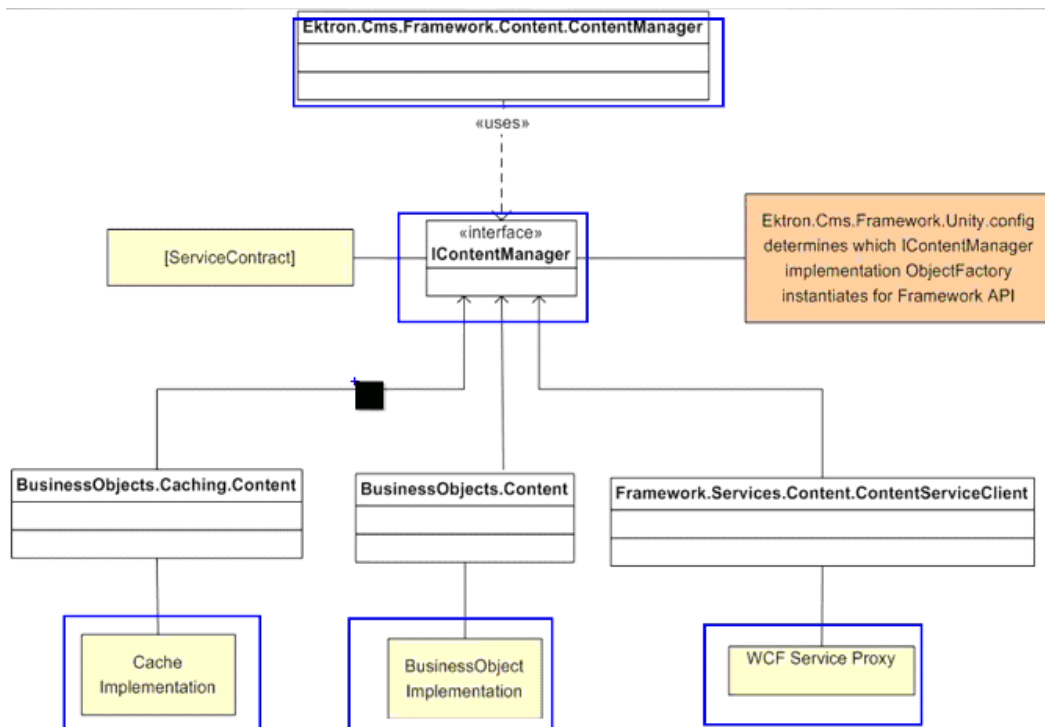 Ektron.Cms.Framework.Content.ContentManager
«uses»
«interface»
IContentManager
[ServiceContract]
Ektron.Cms.Framework.Unity.config
determines which IContentManager
implementation ObjectFactory
instantiates for Framework API
BusinessObjects.Caching.Content
BusinessObjects.Content
Framework.Services.Content.ContentServiceClient
Cache
Implementation
BusinessObject
Implementation
WCF Service Proxy